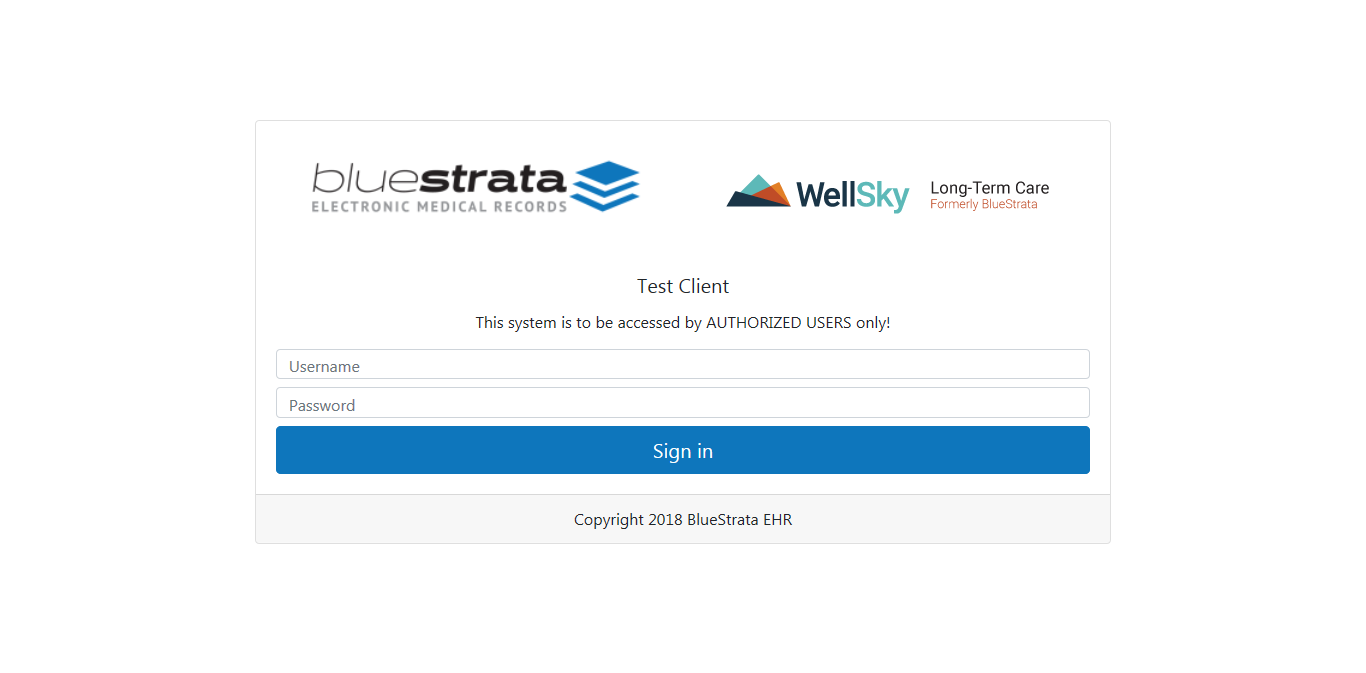 bluestrata
ELECTRONIC MEDICAL RECORDS
WellSky
Long-Term Care
Formerly BlueStrata
Test Client
This system is to be accessed by AUTHORIZED USERS only!
Username
Password
Sign in
Copyright 2018 BlueStrata EHR